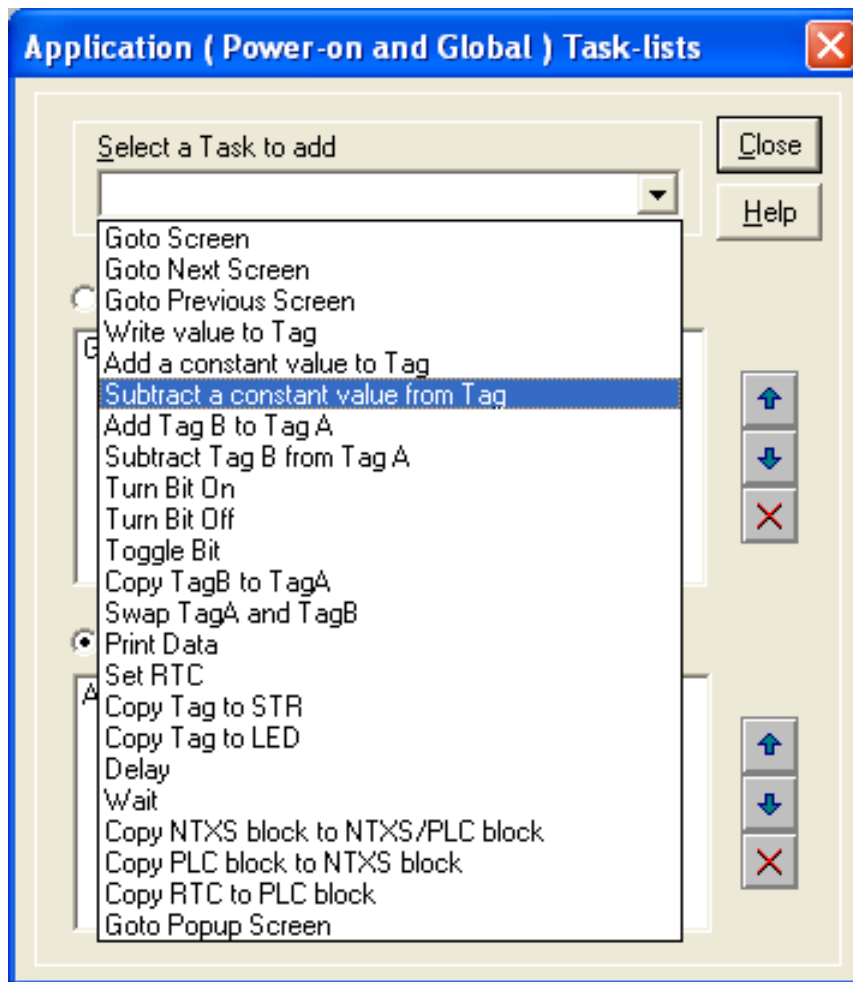 Application ( Power-on and Global ) Task-lists
Select a Task to add
Close
Help
Goto Screen
Goto Next Screen
Goto Previous Screen
Write value to Tag
G
Add a constant value to Tag
Subtract a constant value from Tag
Add Tag B to Tag A
Subtract Tag B from Tag A
Turn Bit On
Turn Bit Off
Toggle Bit
Copy TagB to TagA
Swap TagA and TagB
Print Data
Set RTC
A
Copy Tag to STR
Copy Tag to LED
Delay
Wait
Copy NTXS block to NTXS/PLC block
Copy PLC block to NTXS block
Copy RTC to PLC block
Goto Popup Screen